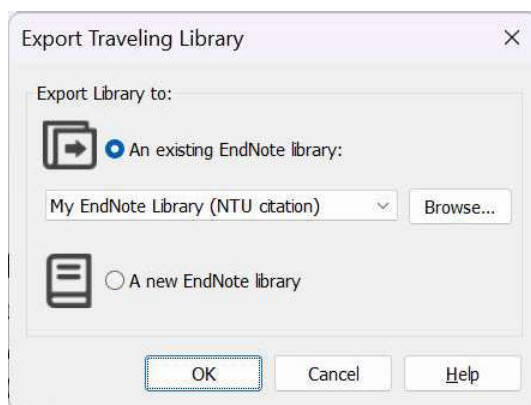 Export Traveling Library
Export Library to:
An existing EndNote library:
My EndNote Library (NTU citation)
Browse...
A new EndNote library
OK
Cancel
Help